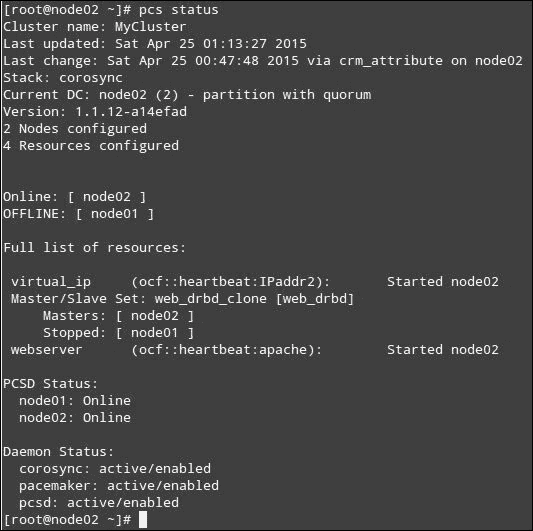 [root@node02 ~]# pcs status
Cluster name: MyCluster
Last updated: Sat Apr 25 01:13:27 2015
Last change: Sat Apr 25 00:47:48 2015 via crm_attribute on node02
Stack: corosync
Current DC: node02 (2) - partition with quorum
Version: 1.1.12-a14efad
2 Nodes configured
4 Resources configured
Online: [ node02 ]
OFFLINE: [ node01 ]
Full list of resources:
virtual_ip (ocf::heartbeat:IPaddr2): Started node02
Master/Slave Set: web_drbd_clone [web_drbd]
Masters: [ node02 ]
Stopped: [ node01 ]
webserver (ocf::heartbeat:apache): Started node02
PCSD Status:
node01: Online
node02: Online
Daemon Status:
corosync: active/enabled
pacemaker: active/enabled
pcsd: active/enabled
[root@node02 ~]#